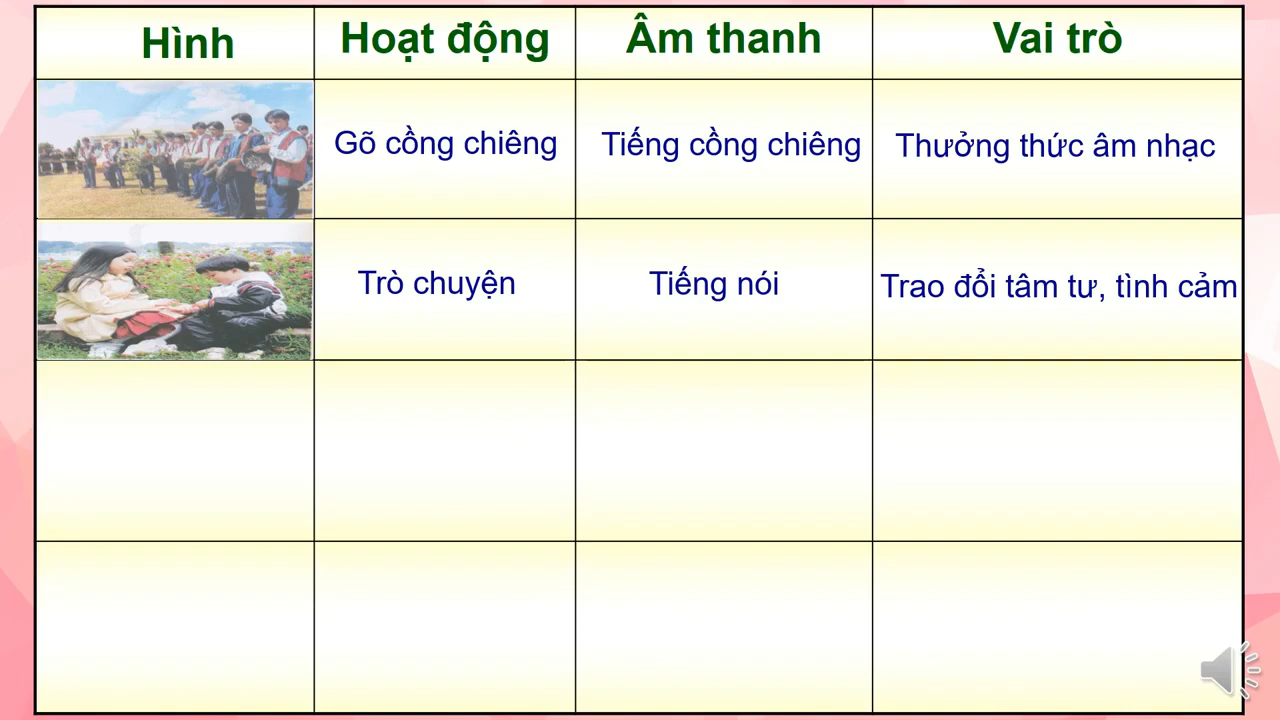 Hình Hoạt động Âm thanh Vai trò
Gõ cồng chiêng Tiếng cồng chiêng Thưởng thức âm nhạc
Trò chuyện Tiếng nói Trao đổi tâm tư, tình cảm